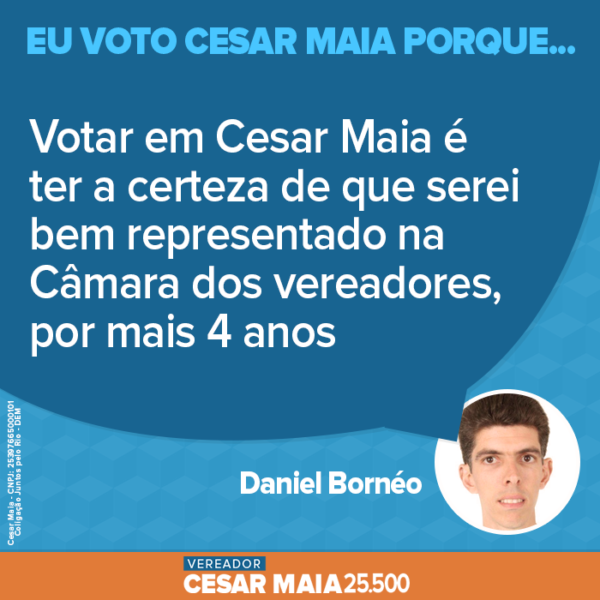 EU VOTO CESAR MAIA PORQUE...
Votar em Cesar Maia é
ter a certeza de que serei
bem representado na
Câmara dos vereadores,
por mais 4 anos
Cesar Maia - CNPJ: 25397665000101
Coligação Juntos pelo Rio - DEM
Daniel Bornéo
VEREADOR
CESAR MAIA 25.500